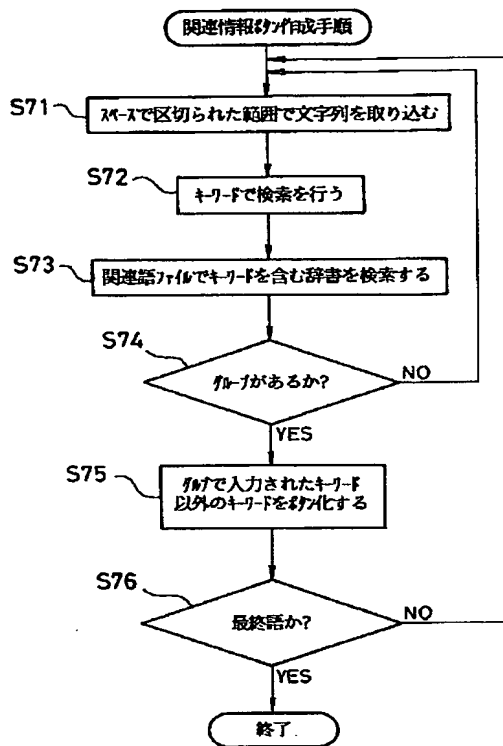 関連情報ボタン作成手順
S71
スペースで区切られた範囲で文字列を取り込む
S72
キーワードで検索を行う
S73
関連語ファイルでキーワードを含む辞書を検索する
S74
グループがあるか?
NO
YES
S75
グループで入力されたキーワード
以外のキーワードをボタン化する
S76
最終語か?
NO
YES
終了